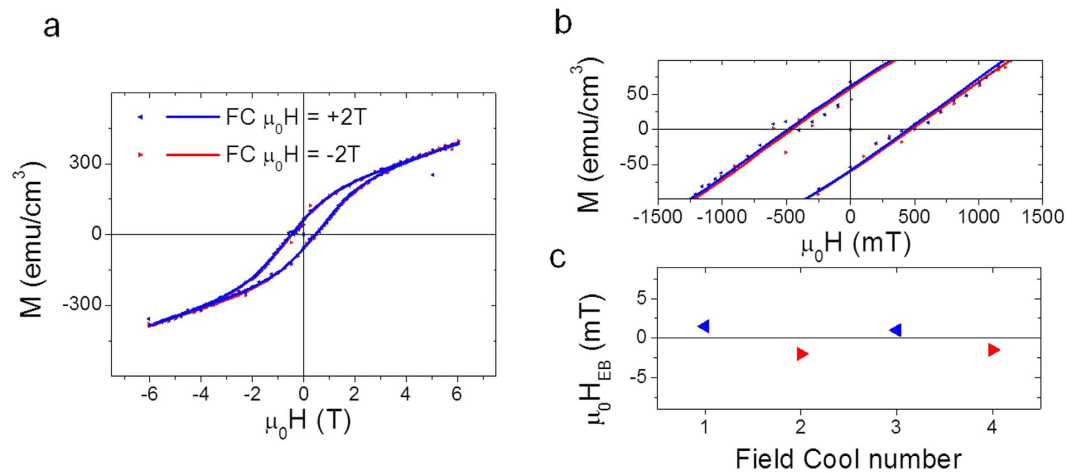 a
M (emu/cm³)
300
0
-300
FC μ₀H = +2T
FC μ₀H = -2T
-6 -4 -2 0 2 4 6
μ₀H (T)
b
M (emu/cm³)
50
0
-50
-1500 -1000 -500 0 500 1000 1500
μ₀H (mT)
c
μ₀H_EB (mT)
5
0
-5
1 2 3 4
Field Cool number